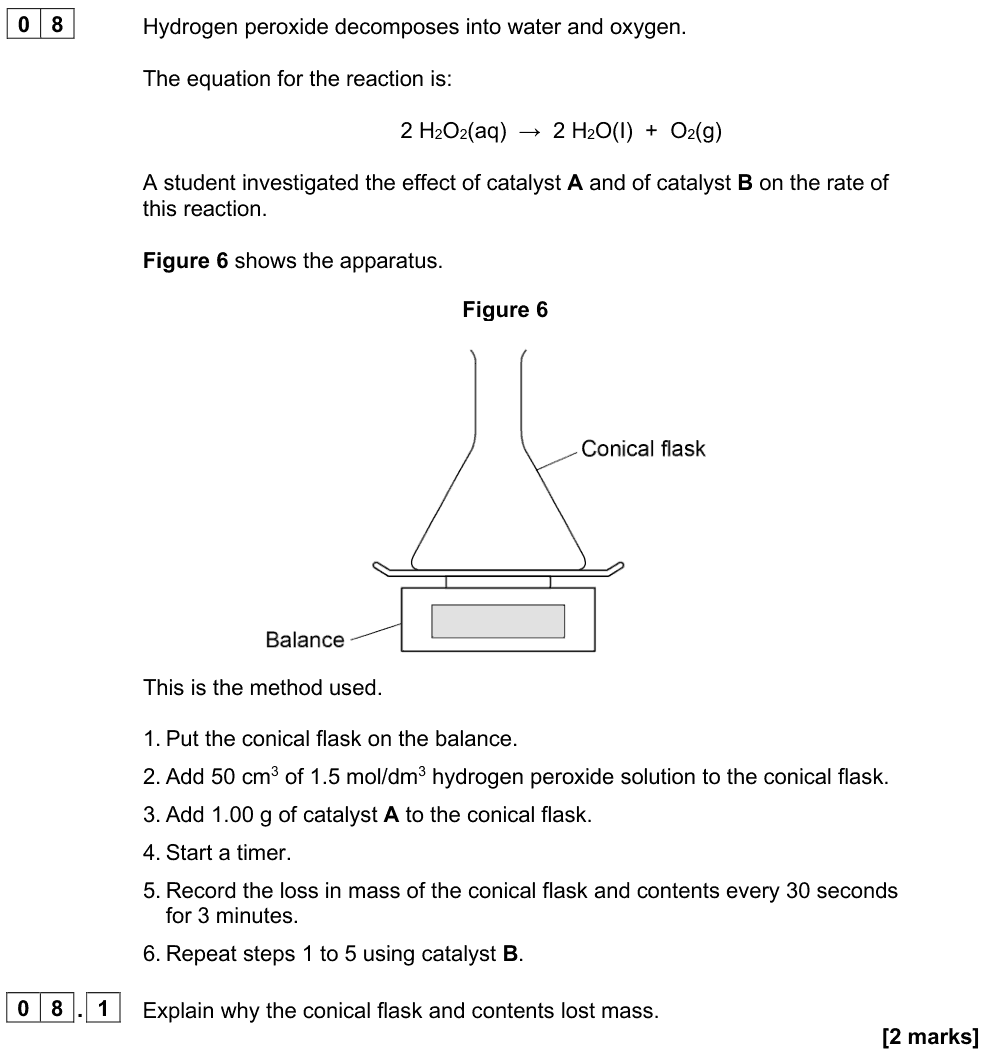 0 8 Hydrogen peroxide decomposes into water and oxygen.
The equation for the reaction is:
2 H₂O₂(aq) → 2 H₂O(l) + O₂(g)
A student investigated the effect of catalyst A and of catalyst B on the rate of
this reaction.
Figure 6 shows the apparatus.
Figure 6
Conical flask
Balance
This is the method used.
1. Put the conical flask on the balance.
2. Add 50 cm³ of 1.5 mol/dm³ hydrogen peroxide solution to the conical flask.
3. Add 1.00 g of catalyst A to the conical flask.
4. Start a timer.
5. Record the loss in mass of the conical flask and contents every 30 seconds
for 3 minutes.
6. Repeat steps 1 to 5 using catalyst B.
0 8 . 1 Explain why the conical flask and contents lost mass.
[2 marks]